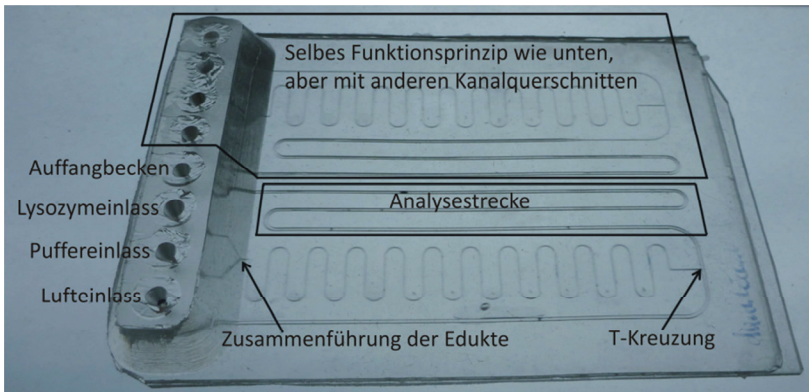 Selbes Funktionsprinzip wie unten,
aber mit anderen Kanalquerschnitten
Auffangbecken
Analysestrecke
Lysozymeinlass
Puffereinlass
Lufteinlass
Zusammenführung der Edukte
T-Kreuzung